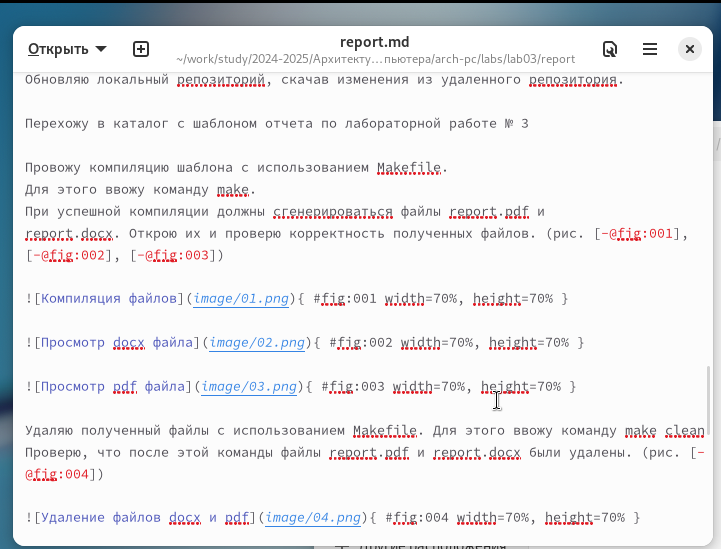 Открыть
report.md
~/work/study/2024-2025/Архитекту…пьютера/arch-pc/labs/lab03/report
Обновляю локальный репозиторий, скачав изменения из удаленного репозитория.
Перехожу в каталог с шаблоном отчета по лабораторной работе № 3
Провожу компиляцию шаблона с использованием Makefile.
Для этого ввожу команду make.
При успешной компиляции должны сгенерироваться файлы report.pdf и
report.docx. Открою их и проверю корректность полученных файлов. (рис. [-@fig:001],
[-@fig:002], [-@fig:003])
![Компиляция файлов](image/01.png){ #fig:001 width=70%, height=70% }
![Просмотр docx файла](image/02.png){ #fig:002 width=70%, height=70% }
![Просмотр pdf файла](image/03.png){ #fig:003 width=70%, height=70% }
Удаляю полученный файлы с использованием Makefile. Для этого ввожу команду make clean
Проверю, что после этой команды файлы report.pdf и report.docx были удалены. (рис. [-
@fig:004])
![Удаление файлов docx и pdf](image/04.png){ #fig:004 width=70%, height=70% }